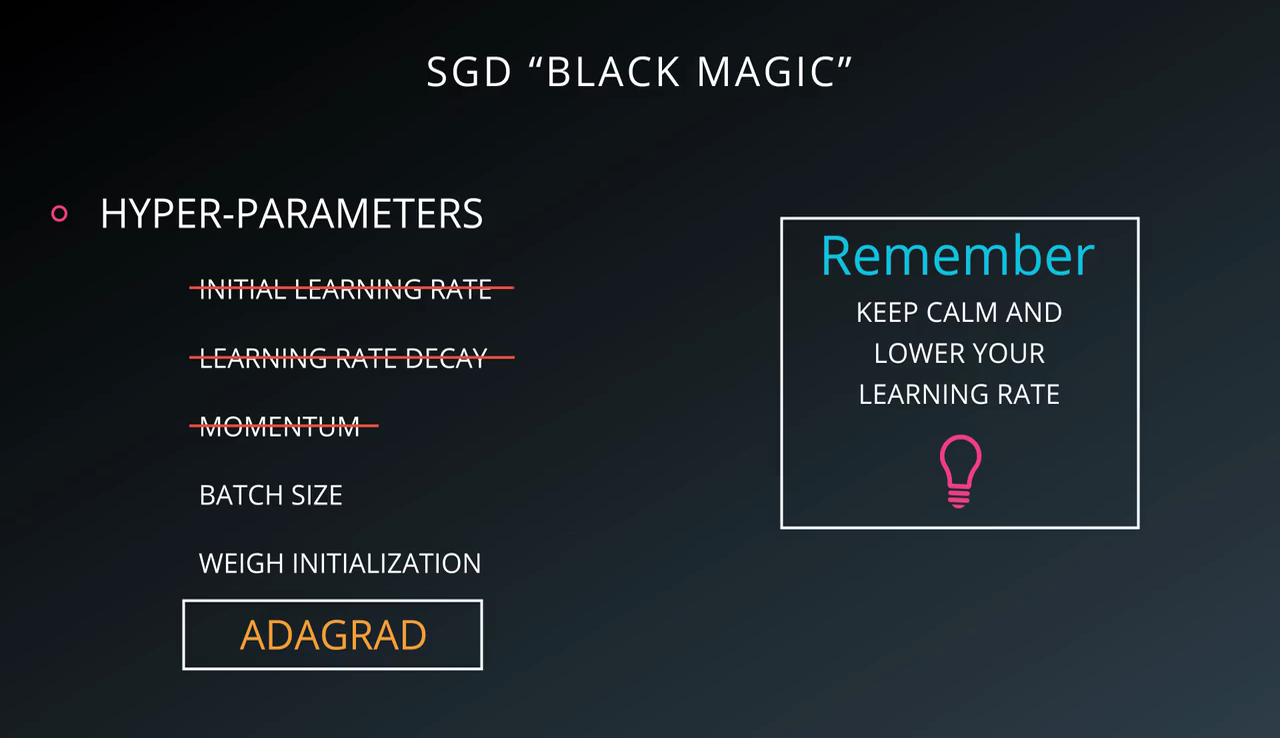 SGD “BLACK MAGIC”
HYPER-PARAMETERS
INITIAL LEARNING RATE
LEARNING RATE DECAY
MOMENTUM
BATCH SIZE
WEIGH INITIALIZATION
ADAGRAD
Remember
KEEP CALM AND
LOWER YOUR
LEARNING RATE